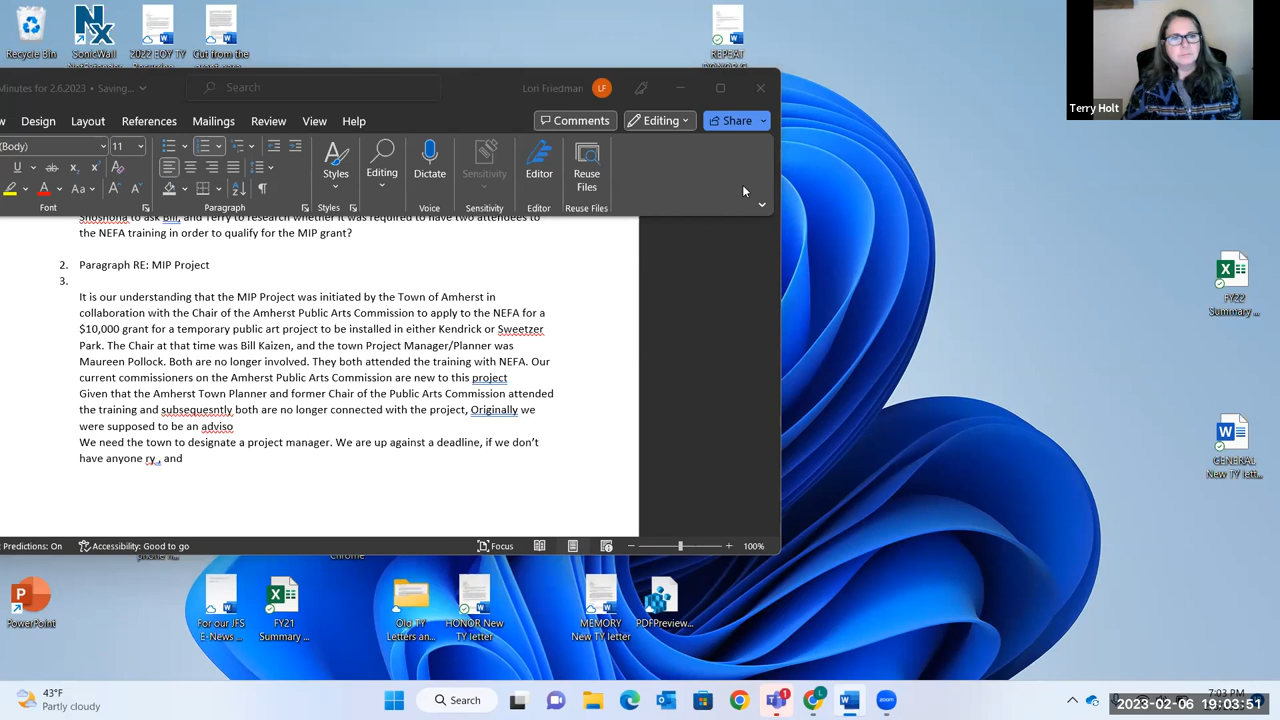 Recycle Bin
SonicWall
NetExtender
2022 EOY TY
Cut from the
REPEAT
Minutes for 2.6.2023 • Saving...
Search
Lori Friedman
LF
Design Layout References Mailings Review View Help
Comments
Editing
Share
(Body)
11
Styles
Editing
Dictate
Sensitivity
Editor
Reuse
Files
Font
Paragraph
Styles
Voice
Sensitivity
Editor
Reuse Files
Shoshona to ask Bill, and Terry to research whether it was required to have two attendees to
the NEFA training in order to qualify for the MIP grant?
2. Paragraph RE: MIP Project
3.
It is our understanding that the MIP Project was initiated by the Town of Amherst in
collaboration with the Chair of the Amherst Public Arts Commission to apply to the NEFA for a
$10,000 grant for a temporary public art project to be installed in either Kendrick or Sweetzer
Park. The Chair at that time was Bill Kaizen, and the town Project Manager/Planner was
Maureen Pollock. Both are no longer involved. They both attended the training with NEFA. Our
current commissioners on the Amherst Public Arts Commission are new to this project
Given that the Amherst Town Planner and former Chair of the Public Arts Commission attended
the training and subsequesntly both are no longer connected with the project, Originally we
were supposed to be an adviso
We need the town to designate a project manager. We are up against a deadline, if we don't
have anyone ry , and
Predictions: On
Accessibility: Good to go
Focus
100%
Terry Holt
FY22
Summary ...
GENERAL
New TY lett...
Chrome
PowerPoint
For our JFS
E-News ...
FY21
Summary ...
Old TY
Letters an...
HONOR New
TY letter
MEMORY
New TY letter
PDFPreview...
43°F
Partly cloudy
Search
1
L
7:03 PM
2023-02-06 19:03:51